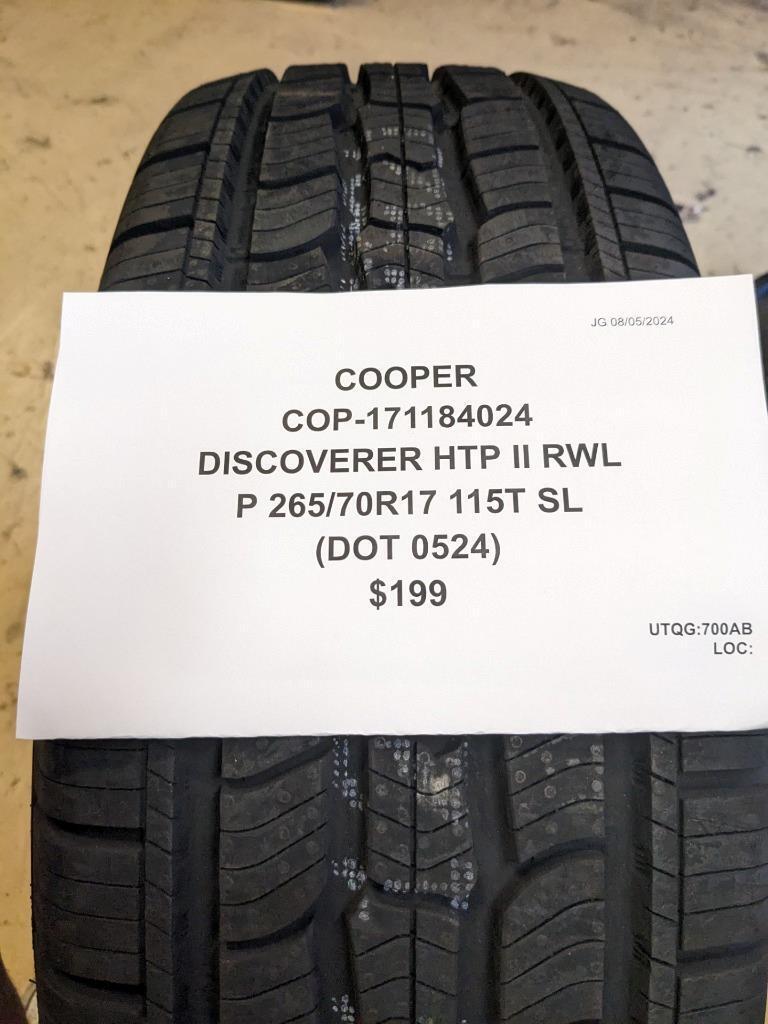 JG 08/05/2024
COOPER
COP-171184024
DISCOVERER HTP II RWL
P 265/70R17 115T SL
(DOT 0524)
$199
UTQG:700AB
LOC: